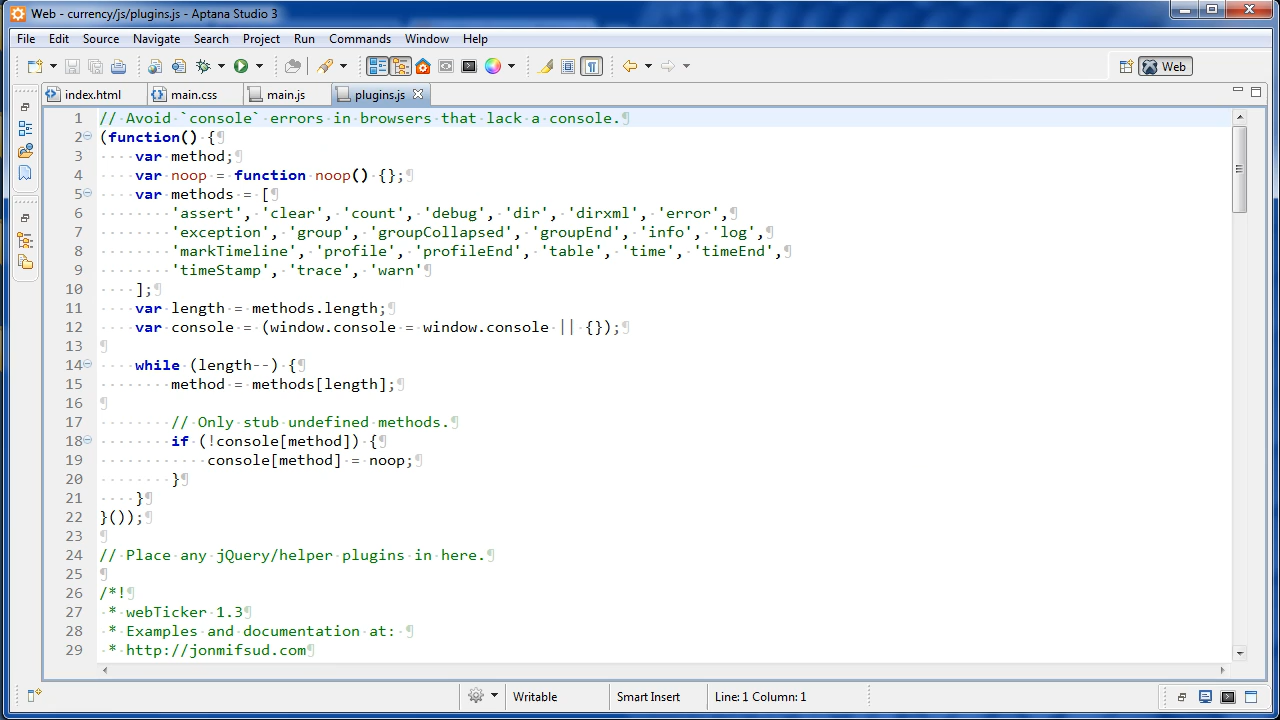 Web - currency/js/plugins.js - Aptana Studio 3
File Edit Source Navigate Search Project Run Commands Window Help
Web
index.html main.css main.js plugins.js
1 // Avoid `console` errors in browsers that lack a console.¶
2 (function() {¶
3 var method;¶
4 var noop = function noop() {};¶
5 var methods = [¶
6 'assert', 'clear', 'count', 'debug', 'dir', 'dirxml', 'error',¶
7 'exception', 'group', 'groupCollapsed', 'groupEnd', 'info', 'log',¶
8 'markTimeline', 'profile', 'profileEnd', 'table', 'time', 'timeEnd',¶
9 'timeStamp', 'trace', 'warn'¶
10 ];¶
11 var length = methods.length;¶
12 var console = (window.console = window.console || {});¶
13 ¶
14 while (length--) {¶
15 method = methods[length];¶
16 ¶
17 // Only stub undefined methods.¶
18 if (!console[method]) {¶
19 console[method] = noop;¶
20 }¶
21 }¶
22 }());¶
23 ¶
24 // Place any jQuery/helper plugins in here.¶
25 ¶
26 /*!¶
27 * webTicker 1.3¶
28 * Examples and documentation at: ¶
29 * http://jonmifsud.com¶
Writable Smart Insert Line: 1 Column: 1